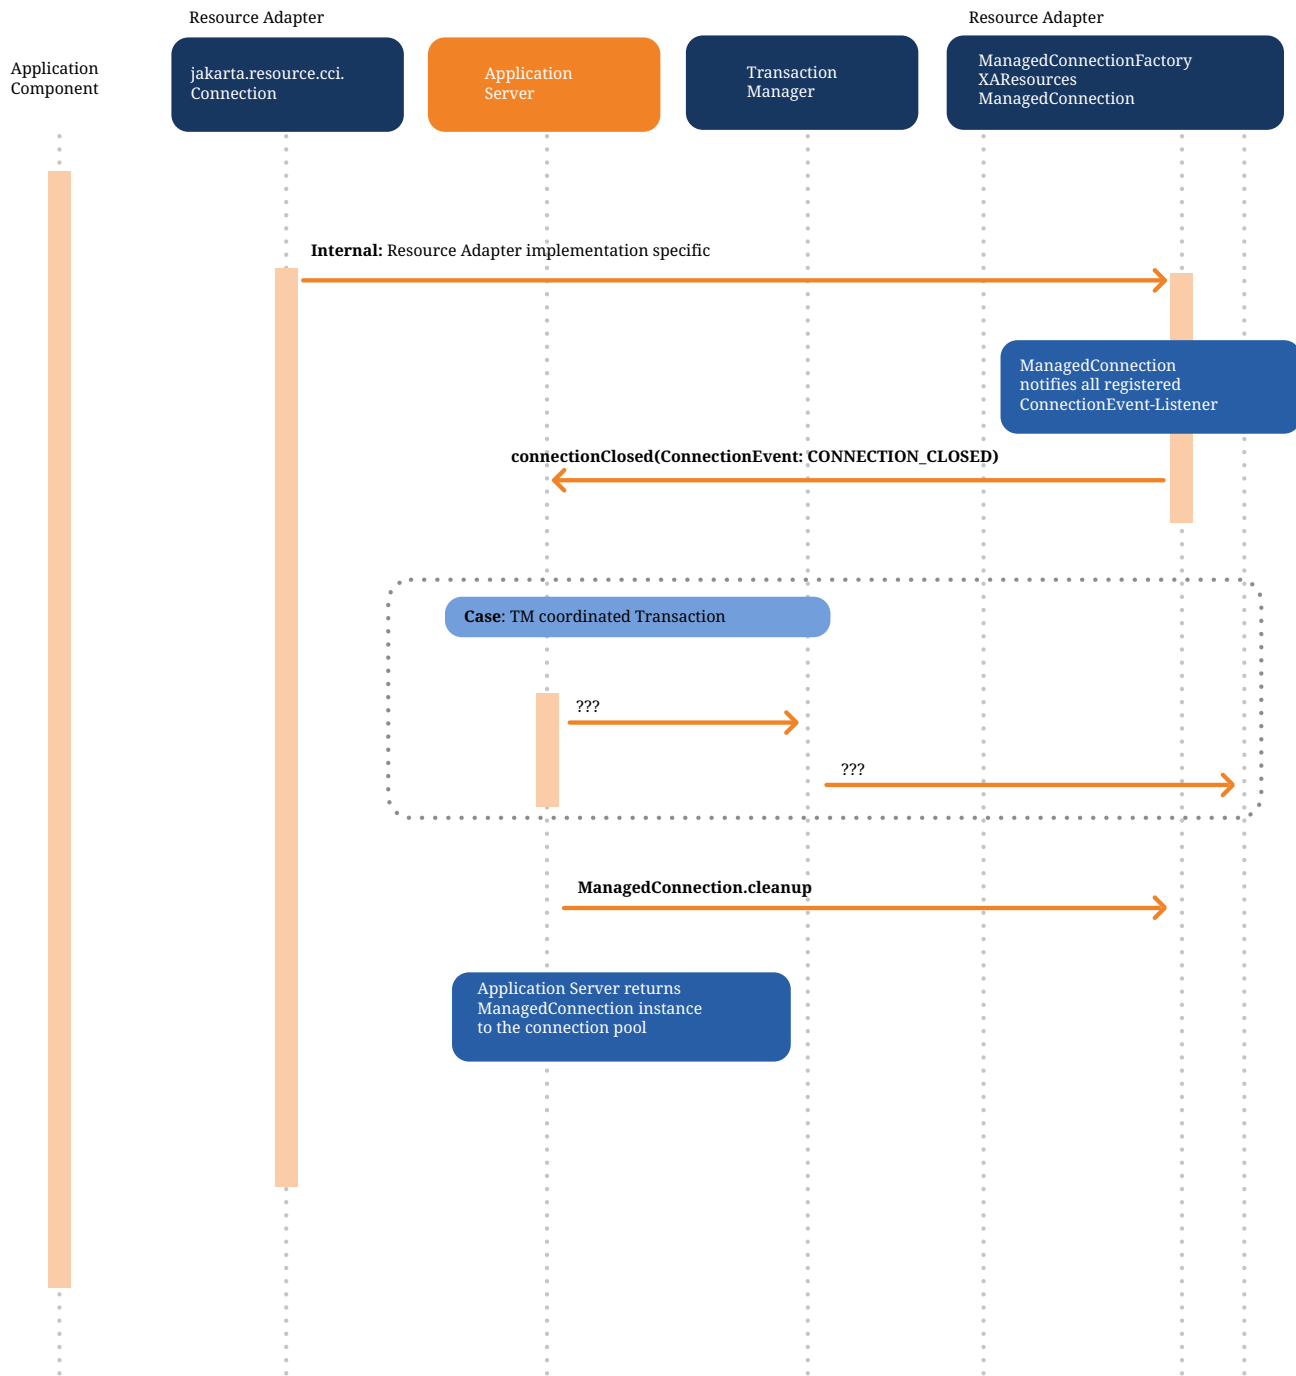 Resource Adapter
Resource Adapter
Application
Component
jakarta.resource.cci.
Connection
Application
Server
Transaction
Manager
ManagedConnectionFactory
XAResources
ManagedConnection
Internal: Resource Adapter implementation specific
ManagedConnection
notifies all registered
ConnectionEvent-Listener
connectionClosed(ConnectionEvent: CONNECTION_CLOSED)
Case: TM coordinated Transaction
???
???
ManagedConnection.cleanup
Application Server returns
ManagedConnection instance
to the connection pool